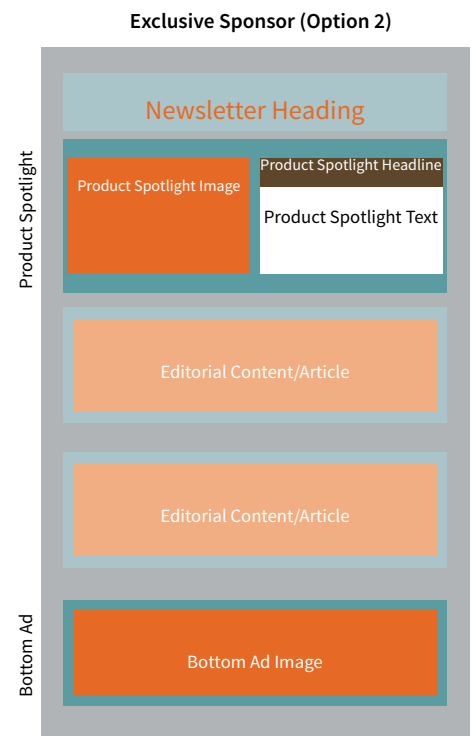 Exclusive Sponsor (Option 2)
Newsletter Heading
Product Spotlight
Product Spotlight Image
Product Spotlight Headline
Product Spotlight Text
Editorial Content/Article
Editorial Content/Article
Bottom Ad
Bottom Ad Image